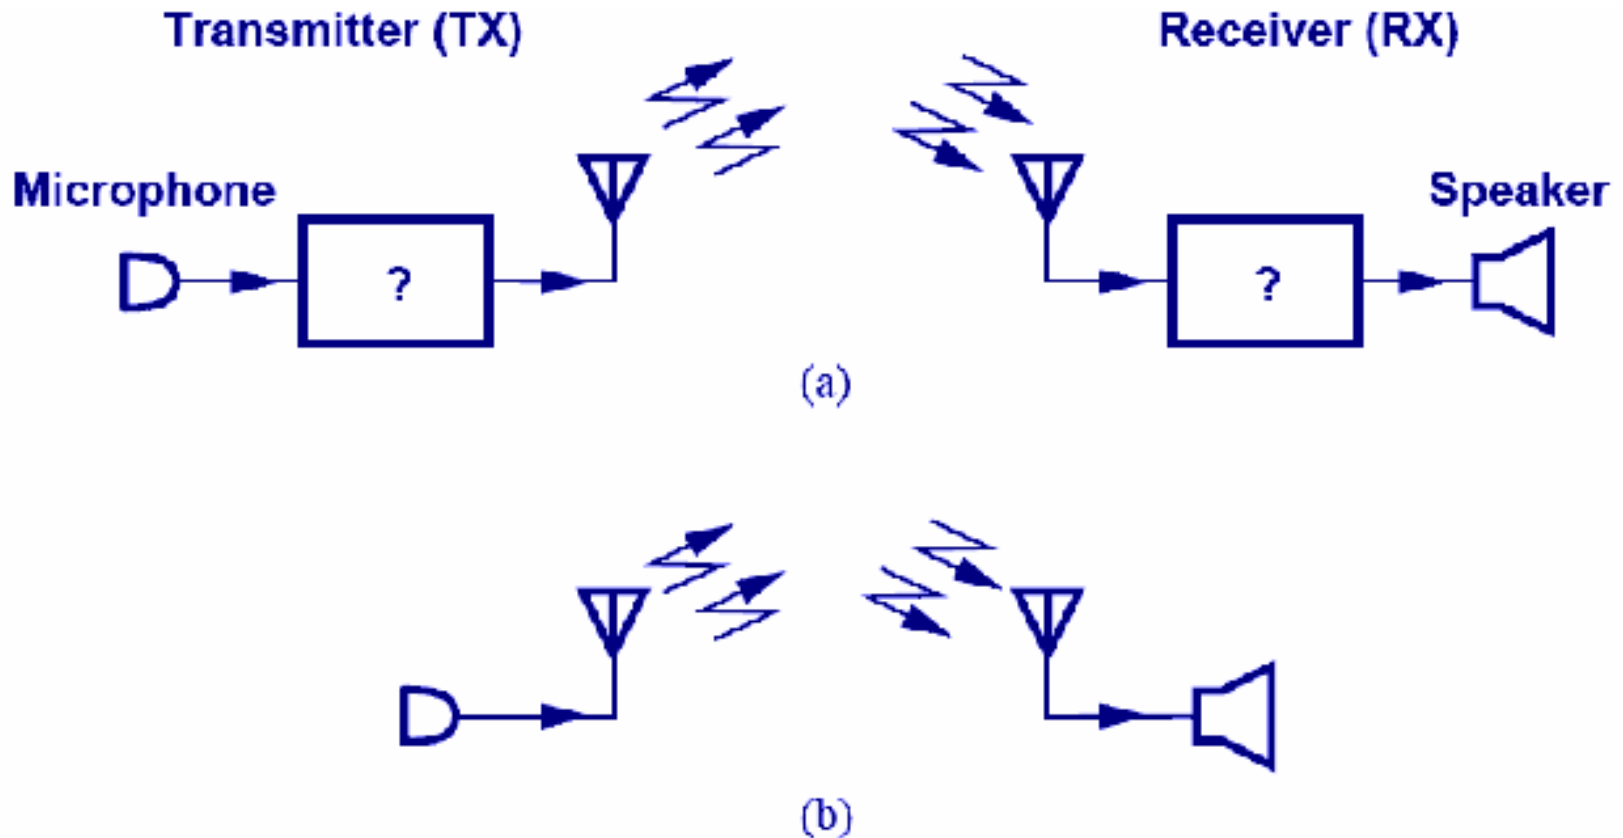 Transmitter (TX)
Receiver (RX)
Microphone
Speaker
?
?
(a)
(b)